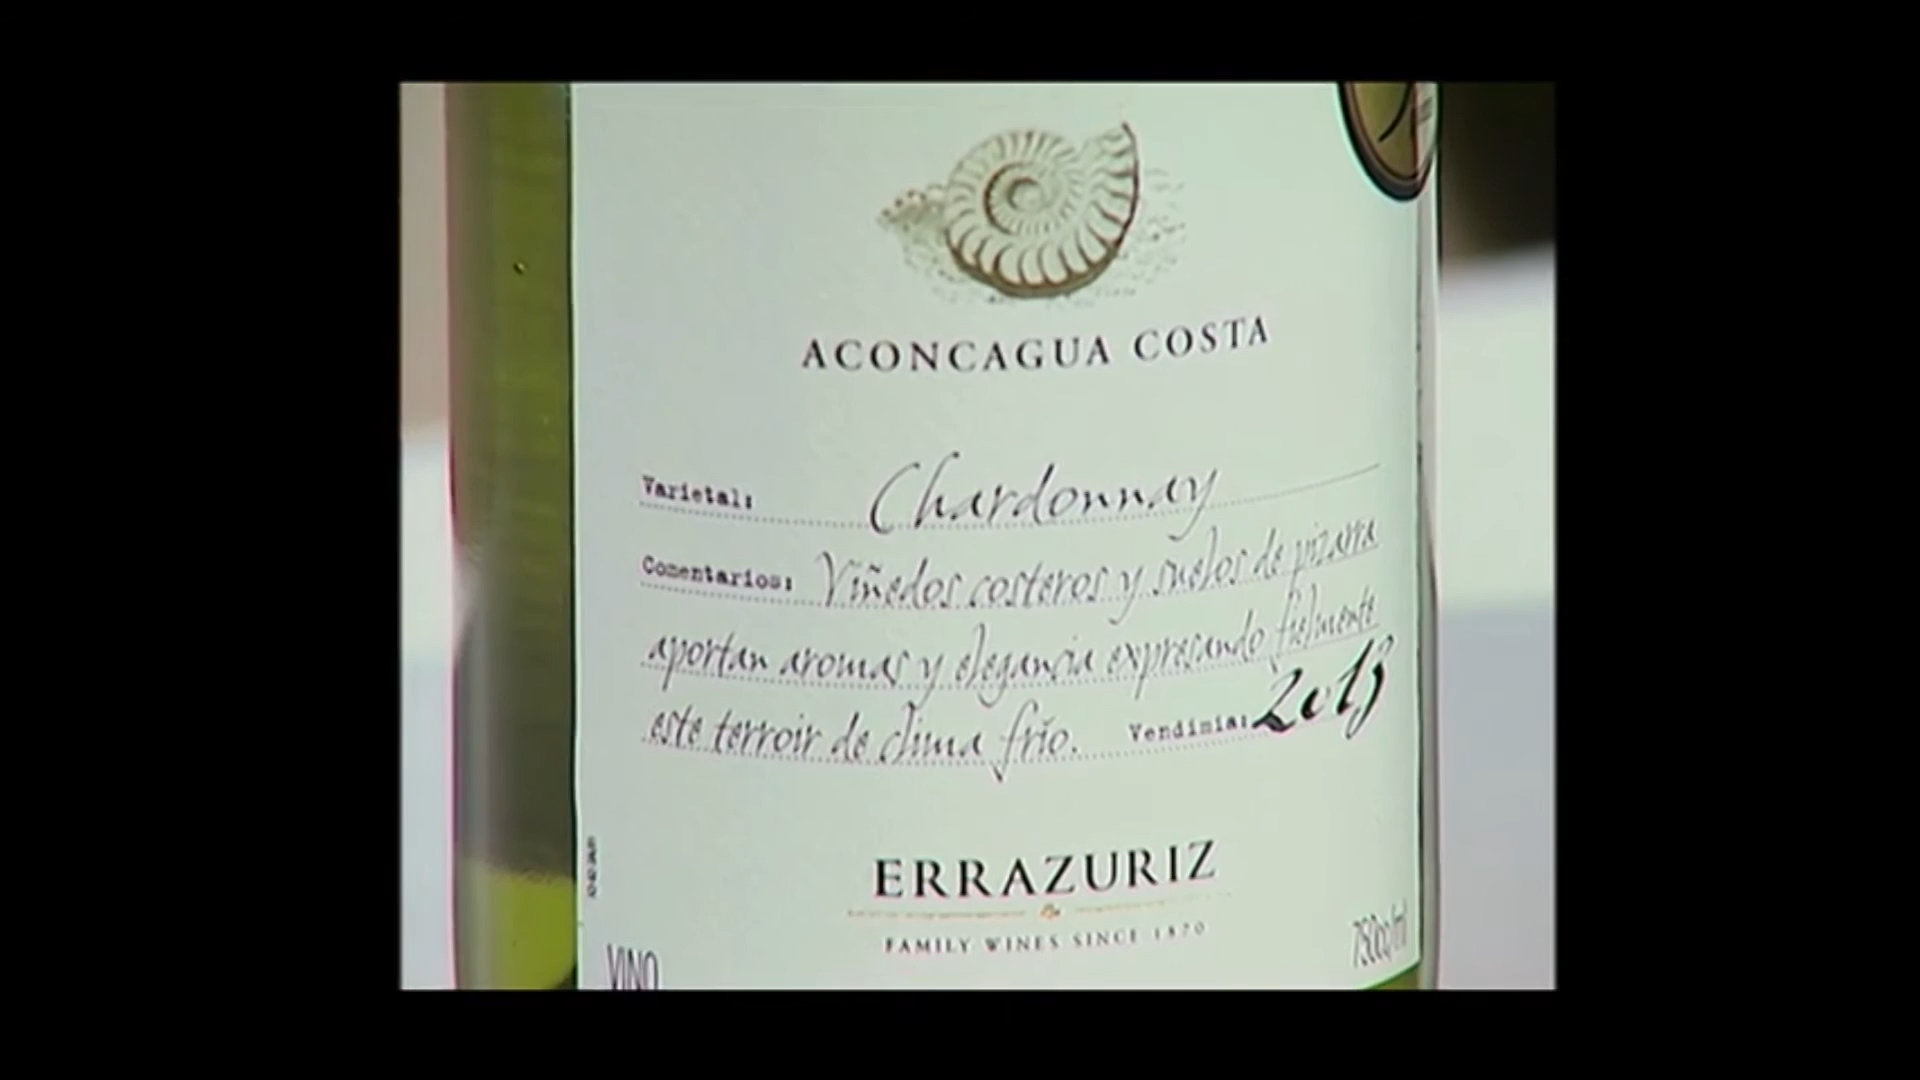 ACONCAGUA COSTA
Varietal: Chardonnay
Comentarios: Viñedos costeros y suelos de pizarra
aportan aromas y elegancia expresando fielmente
este terroir de clima frío. Vendimia: 2013
ERRAZURIZ
FAMILY WINES SINCE 1870
VINO
750cc/ml